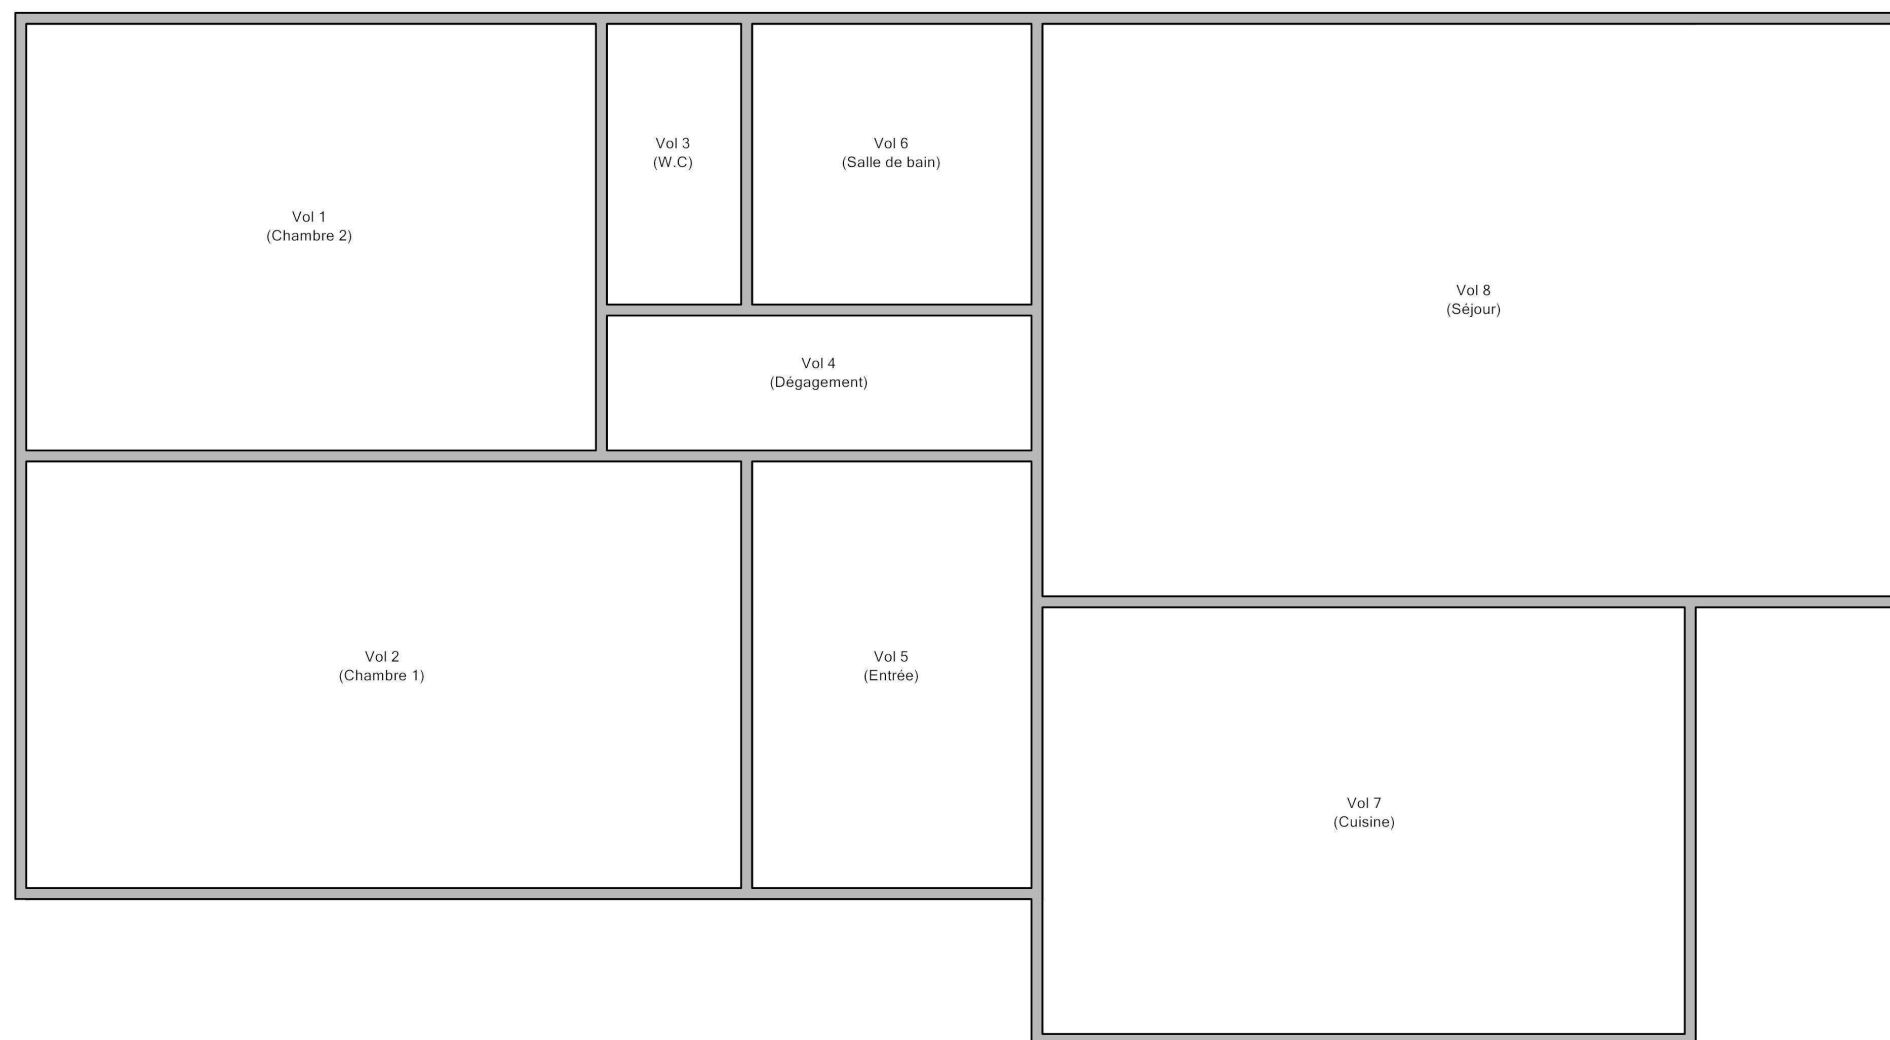 Vol 1
(Chambre 2)
Vol 3
(W.C)
Vol 6
(Salle de bain)
Vol 8
(Séjour)
Vol 4
(Dégagement)
Vol 2
(Chambre 1)
Vol 5
(Entrée)
Vol 7
(Cuisine)